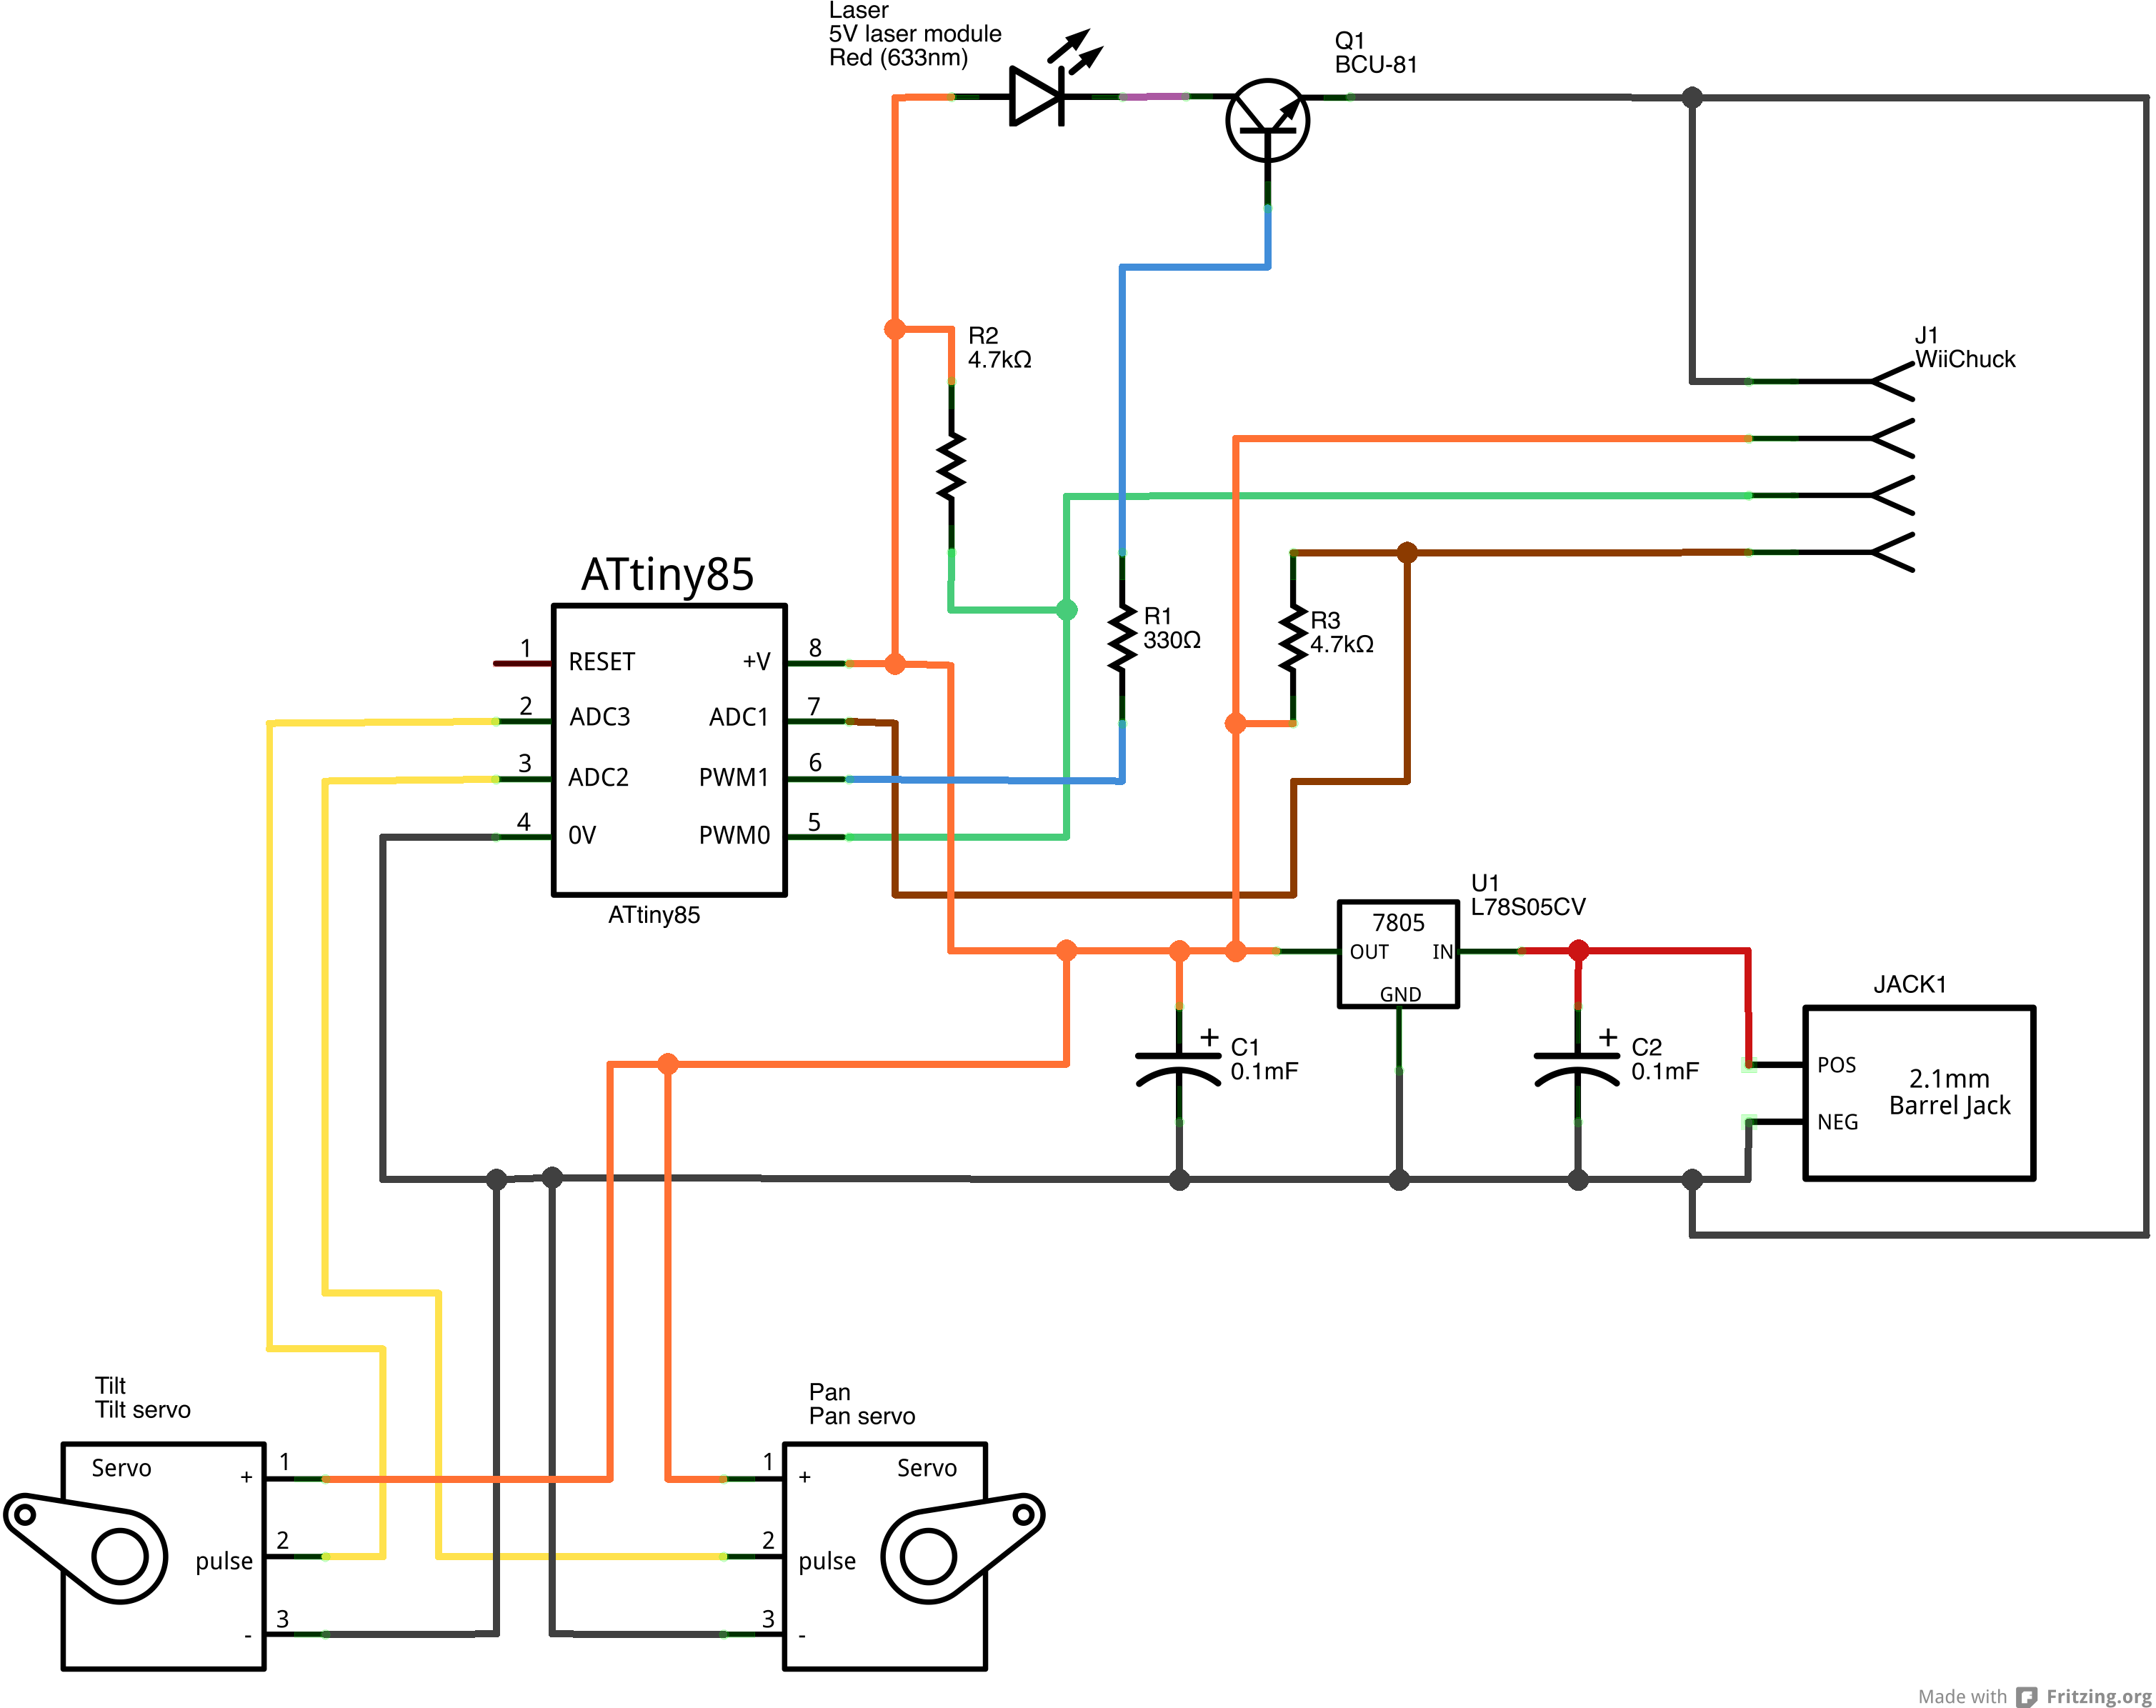 Laser
5V laser module
Red (633nm)
Q1
BCU-81
R2
4.7kΩ
J1
WiiChuck
ATtiny85
1
RESET
+V
8
2
ADC3
ADC1
7
3
ADC2
PWM1
6
4
0V
PWM0
5
ATtiny85
R1
330Ω
R3
4.7kΩ
U1
L78S05CV
7805
OUT
IN
GND
JACK1
+
C1
0.1mF
+
C2
0.1mF
POS
NEG
2.1mm
Barrel Jack
Tilt
Tilt servo
Servo
+
1
pulse
2
-
3
Pan
Pan servo
1
+
Servo
2
pulse
3
-
Made with Fritzing.org